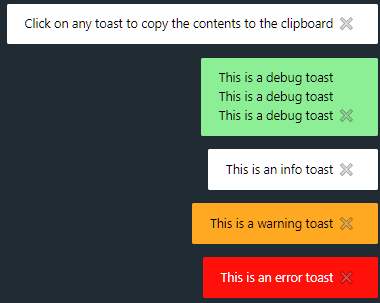 Click on any toast to copy the contents to the clipboard
This is a debug toast
This is a debug toast
This is a debug toast
This is an info toast
This is a warning toast
This is an error toast